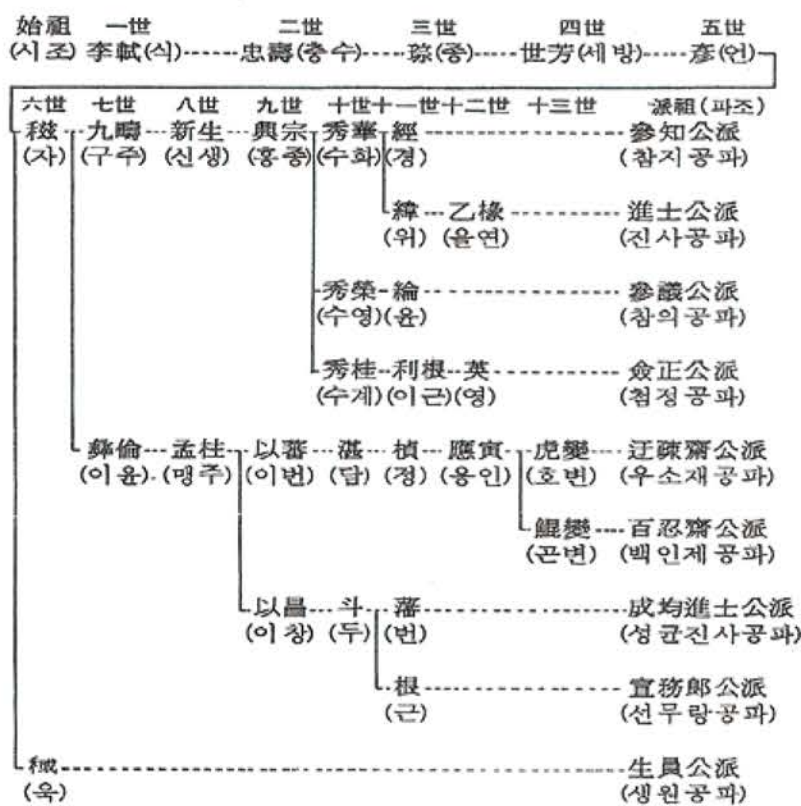 始祖 一世 二世 三世 四世 五世
(시조) 李軾(식) 忠壽(충수) 琮(종) 世芳(세방) 彦(언)
六世 七世 八世 九世 十世 十一世 十二世 十三世 派祖(파조)
稵 九疇 新生 興宗 秀華 經 參知公派
(자) (구주) (신생) (홍종) (수화) (경) (참지공파)
緯 乙椽 進士公派
(위) (을연) (진사공파)
秀榮 綸 參議公派
(수영) (윤) (참의공파)
秀桂 利根 英 僉正公派
(수계) (이근) (영) (첨정공파)
彛倫 孟桂 以蕃 湛 楨 應寅 虎變 迂疎齋公派
(이윤). (맹주) (이번) (담) (정) (응인) (호변) (우소재공파)
鯤變 百忍齋公派
(곤변) (백인제공파)
以昌 斗 藩 成均進士公派
(이창) (두) (번) (성균진사공파)
根 宣務郞公派
(근) (선무랑공파)
稢 生員公派
(욱) (생원공파)